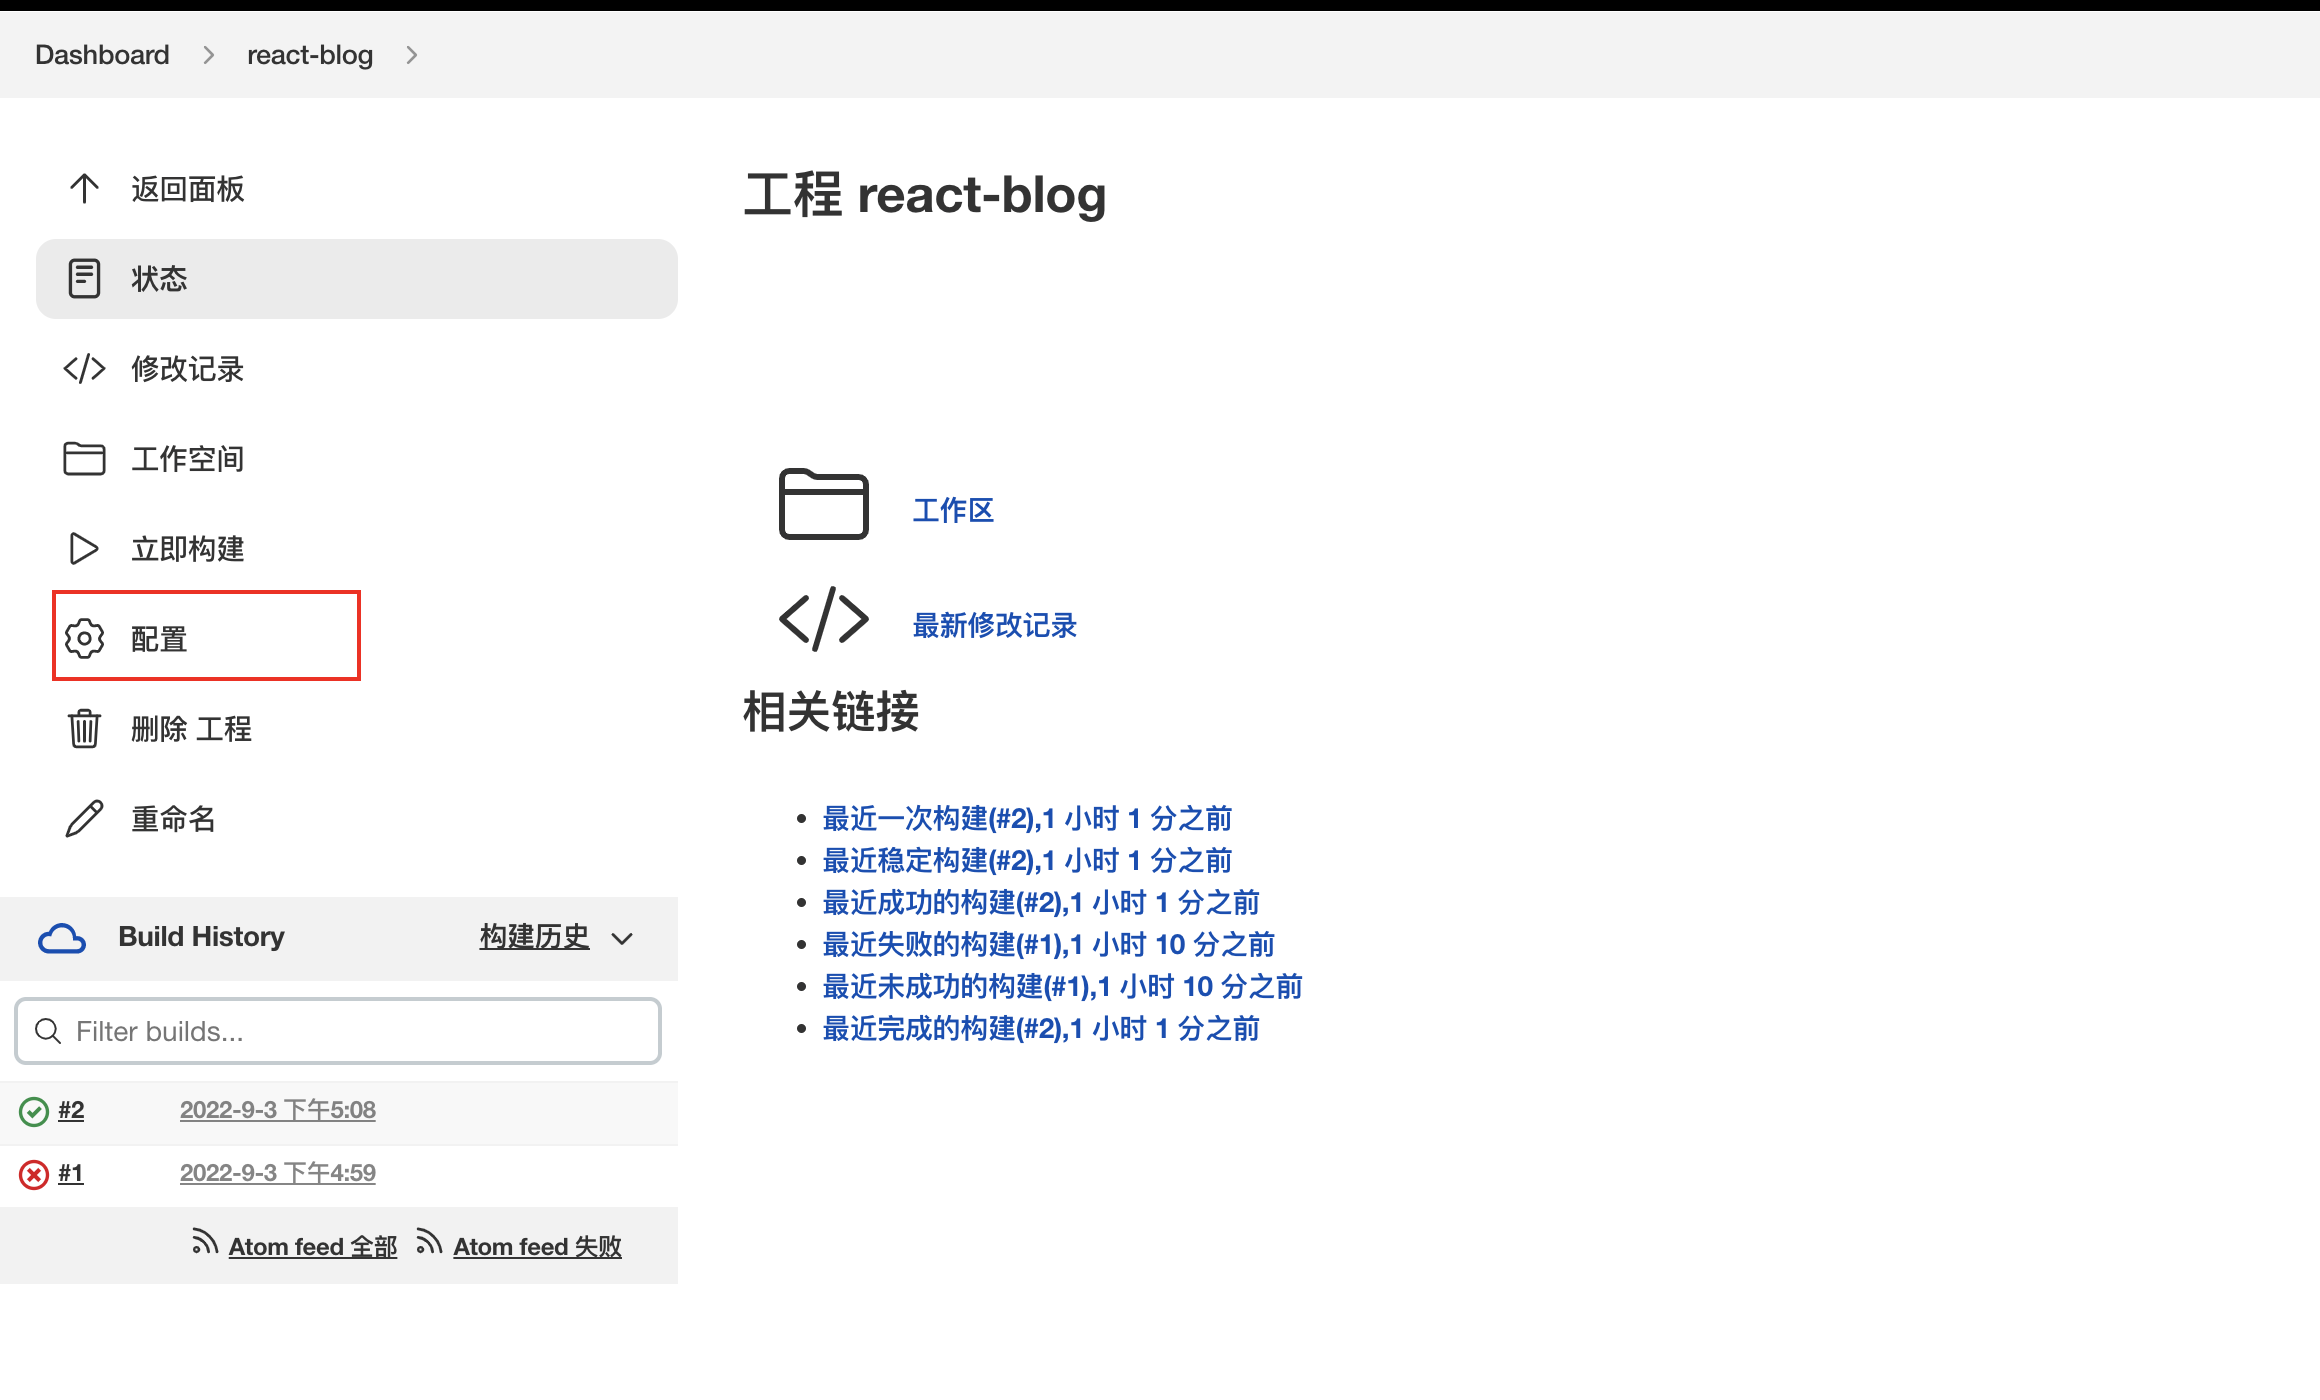 Dashboard
react-blog
返回面板
状态
修改记录
工作空间
立即构建
配置
删除 工程
重命名
Build History
构建历史
Filter builds...
#2
2022-9-3 下午5:08
#1
2022-9-3 下午4:59
Atom feed 全部
Atom feed 失败
工程 react-blog
工作区
最新修改记录
相关链接
最近一次构建(#2),1 小时 1 分之前
最近稳定构建(#2),1 小时 1 分之前
最近成功的构建(#2),1 小时 1 分之前
最近失败的构建(#1),1 小时 10 分之前
最近未成功的构建(#1),1 小时 10 分之前
最近完成的构建(#2),1 小时 1 分之前